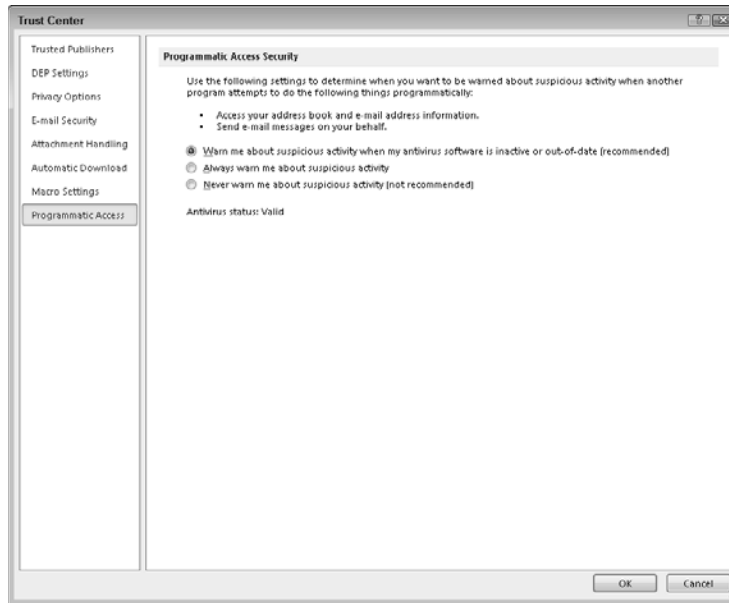 Trust Center
Trusted Publishers
DEP Settings
Privacy Options
E-mail Security
Attachment Handling
Automatic Download
Macro Settings
Programmatic Access
Programmatic Access Security
Use the following settings to determine when you want to be warned about suspicious activity when another
program attempts to do the following things programmatically:
• Access your address book and e-mail address information.
• Send e-mail messages on your behalf.
Warn me about suspicious activity when my antivirus software is inactive or out-of-date (recommended)
Always warn me about suspicious activity
Never warn me about suspicious activity (not recommended)
Antivirus status: Valid
OK
Cancel